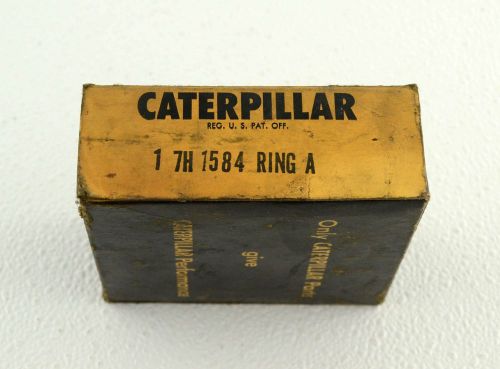 CATERPILLAR
REG. U. S. PAT. OFF.
1 7H 1584 RING A
Only CATERPILLAR Parts
give
CATERPILLAR Performance